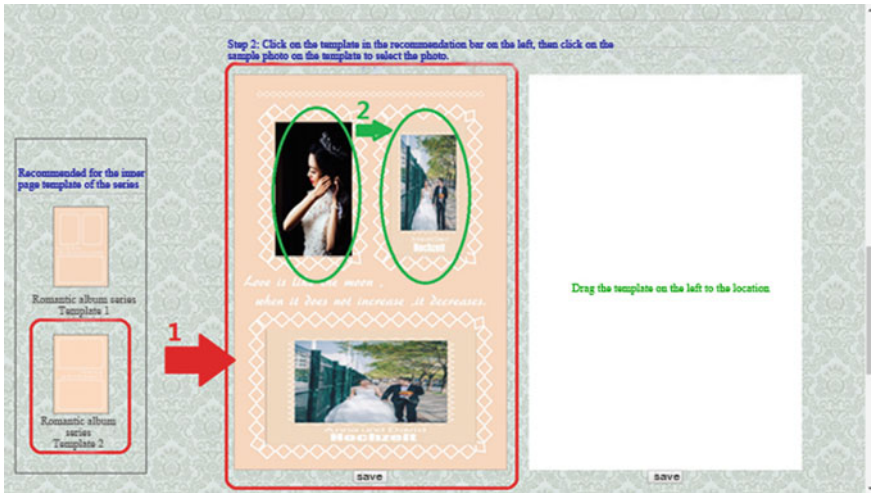 Step 2: Click on the template in the recommendation bar on the left, then click on the
sample photo on the template to select the photo.
Recommended for the inner
page template of the series
Romantic album series
Template 1
Romantic album
series
Template 2
1
2
Hochzeit
Love is like the moon ,
when it does not increase ,it decreases.
Hochzeit
save
Drag the template on the left to the location
save